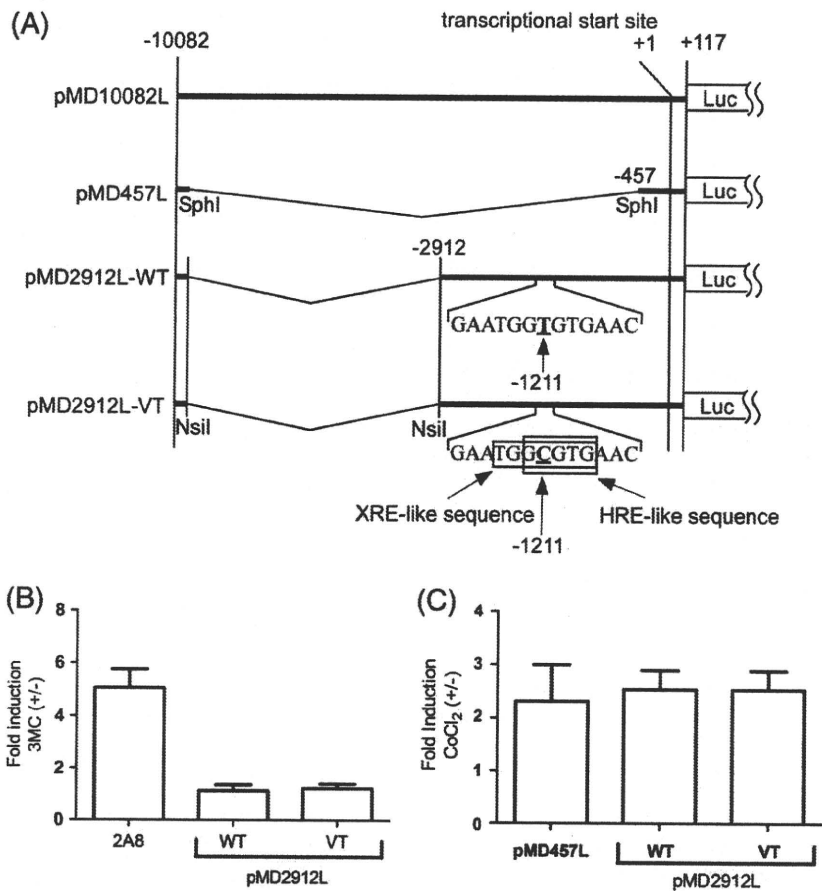 (A)
transcriptional start site
-10082
+1
+117
pMD10082L
Luc
pMD457L
SphI
-457
SphI
Luc
-2912
pMD2912L-WT
Luc
GAATGGTGTGAAC
-1211
pMD2912L-VT
NsiI
NsiI
Luc
GAATGGCGTGAAC
XRE-like sequence
HRE-like sequence
-1211
(B)
Fold induction
3MC (+/-)
8
6
4
2
0
2A8
WT
VT
pMD2912L
(C)
Fold Induction
CoCl₂ (+/-)
4
3
2
1
0
pMD457L
WT
VT
pMD2912L